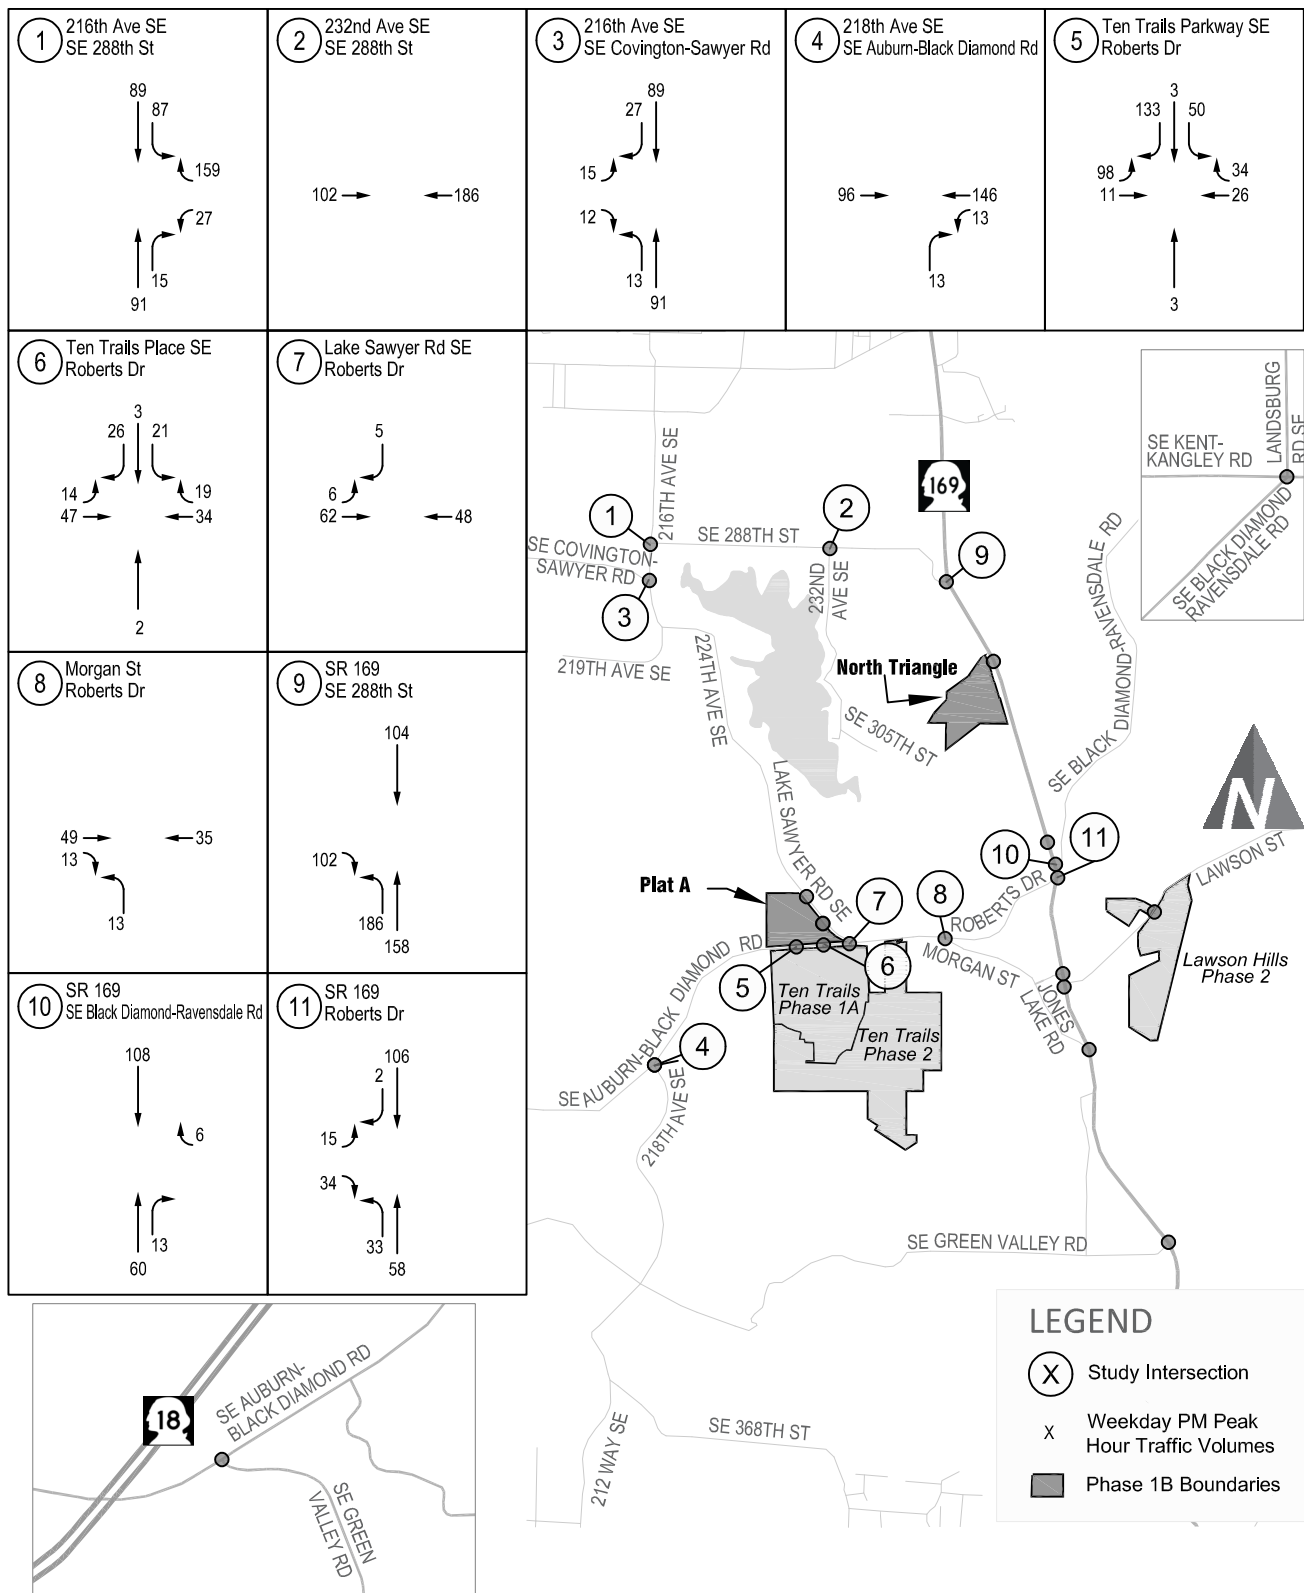 1
216th Ave SE
SE 288th St
89
87
159
27
15
91
2
232nd Ave SE
SE 288th St
102
186
3
216th Ave SE
SE Covington-Sawyer Rd
89
27
15
12
13
91
4
218th Ave SE
SE Auburn-Black Diamond Rd
96
146
13
13
5
Ten Trails Parkway SE
Roberts Dr
3
133
50
98
34
11
26
3
6
Ten Trails Place SE
Roberts Dr
3
26
21
14
19
47
34
2
7
Lake Sawyer Rd SE
Roberts Dr
5
6
62
48
8
Morgan St
Roberts Dr
49
35
13
13
9
SR 169
SE 288th St
104
102
186
158
10
SR 169
SE Black Diamond-Ravensdale Rd
108
6
13
60
11
SR 169
Roberts Dr
106
2
15
34
33
58
LANDSBURG
RD SE
SE KENT-
KANGLEY RD
SE BLACK DIAMOND
RAVENSDALE RD
169
216TH AVE SE
1
SE 288TH ST
2
SE COVINGTON-
SAWYER RD
3
232ND
AVE SE
9
219TH AVE SE
224TH AVE SE
North Triangle
SE 305TH ST
SE BLACK DIAMOND-RAVENSDALE RD
N
LAKE SAWYER RD SE
10
11
LAWSON ST
Plat A
7
8
ROBERTS DR
MORGAN ST
5
6
SE AUBURN-BLACK DIAMOND RD
Ten Trails
Phase 1A
Ten Trails
Phase 2
JONES
LAKE RD
Lawson Hills
Phase 2
4
218TH AVE SE
SE GREEN VALLEY RD
212 WAY SE
SE 368TH ST
18
SE AUBURN-
BLACK DIAMOND RD
SE GREEN
VALLEY RD
LEGEND
X
Study Intersection
X
Weekday PM Peak
Hour Traffic Volumes
Phase 1B Boundaries